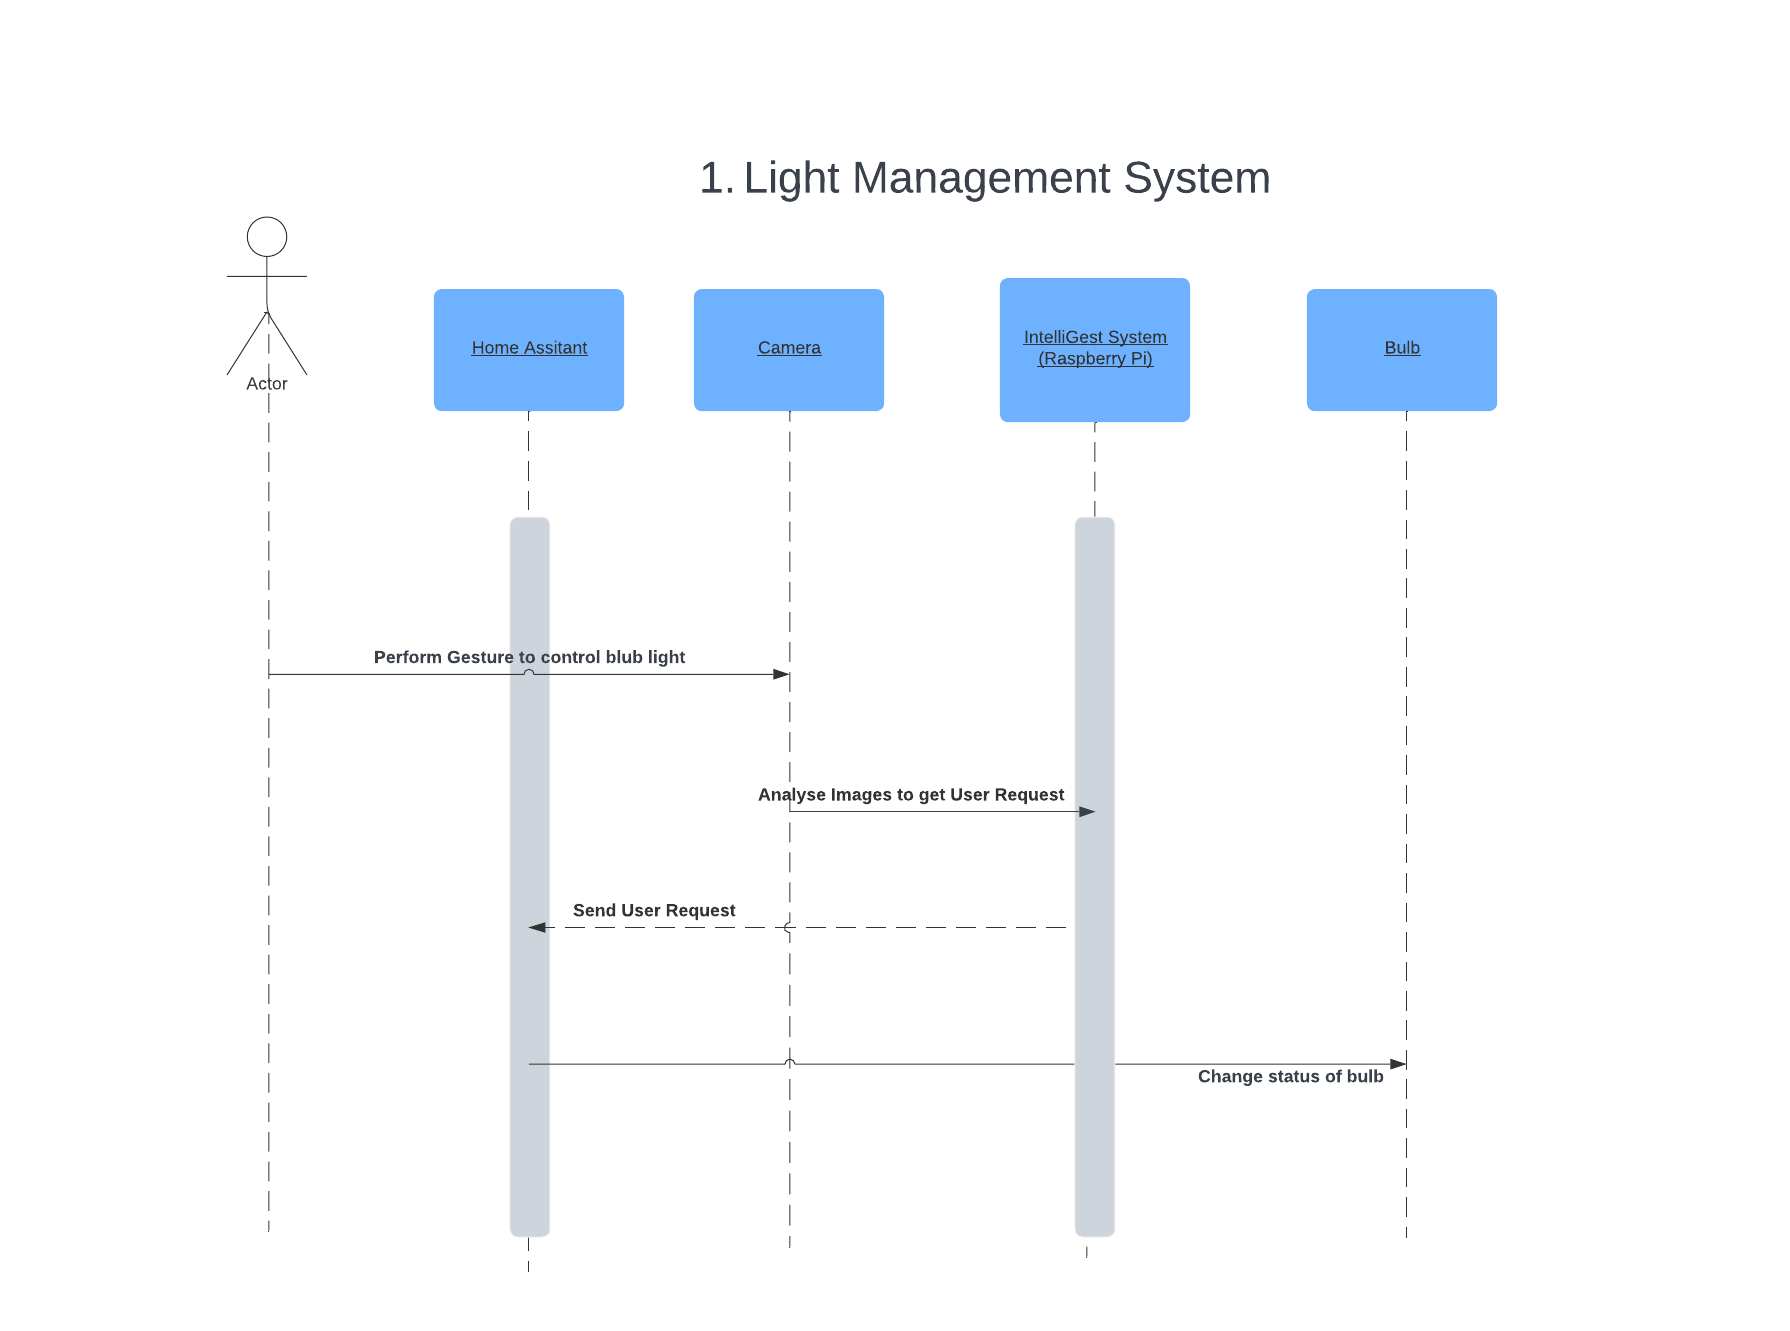 1. Light Management System
Actor
Home Assitant
Camera
IntelliGest System
(Raspberry Pi)
Bulb
Perform Gesture to control blub light
Analyse Images to get User Request
Send User Request
Change status of bulb